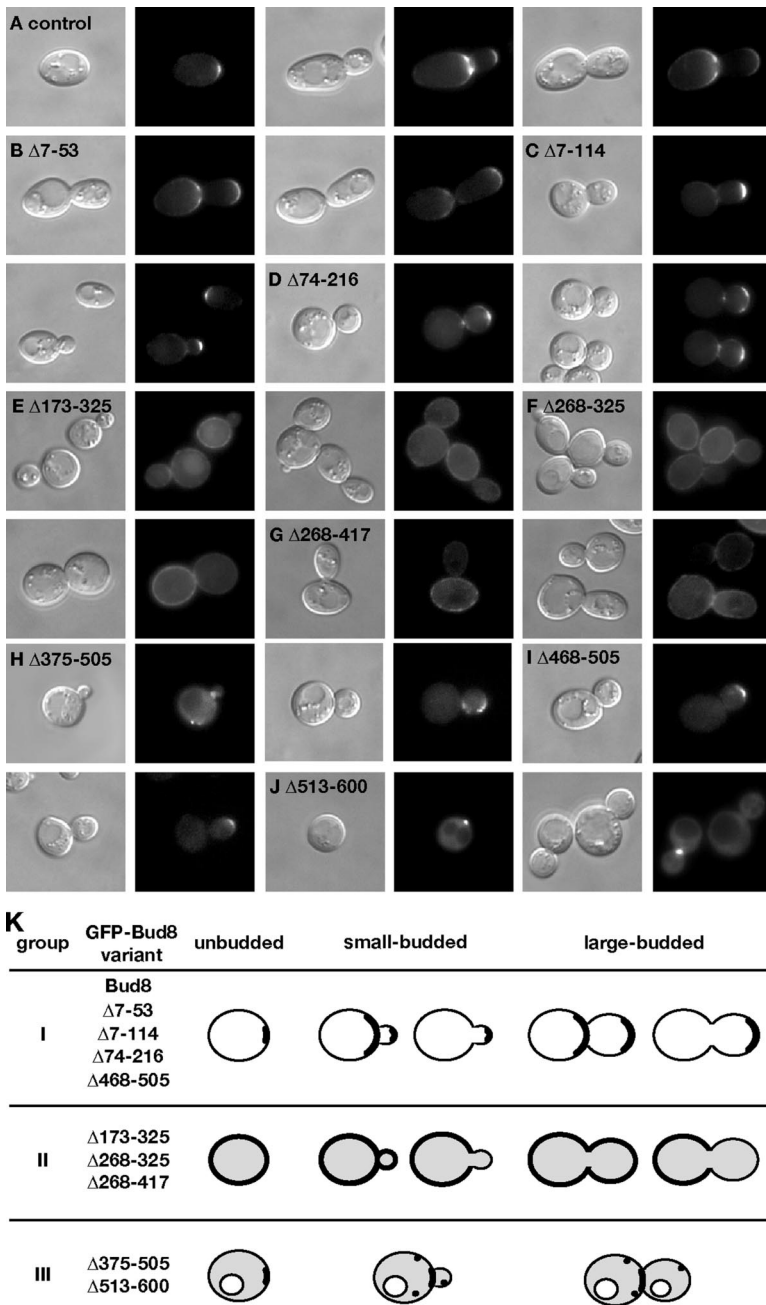 A control
B Δ7-53
C Δ7-114
D Δ74-216
E Δ173-325
F Δ268-325
G Δ268-417
H Δ375-505
I Δ468-505
J Δ513-600
K
group
GFP-Bud8
variant
unbudded
small-budded
large-budded
I
Bud8
Δ7-53
Δ7-114
Δ74-216
Δ468-505
II
Δ173-325
Δ268-325
Δ268-417
III
Δ375-505
Δ513-600